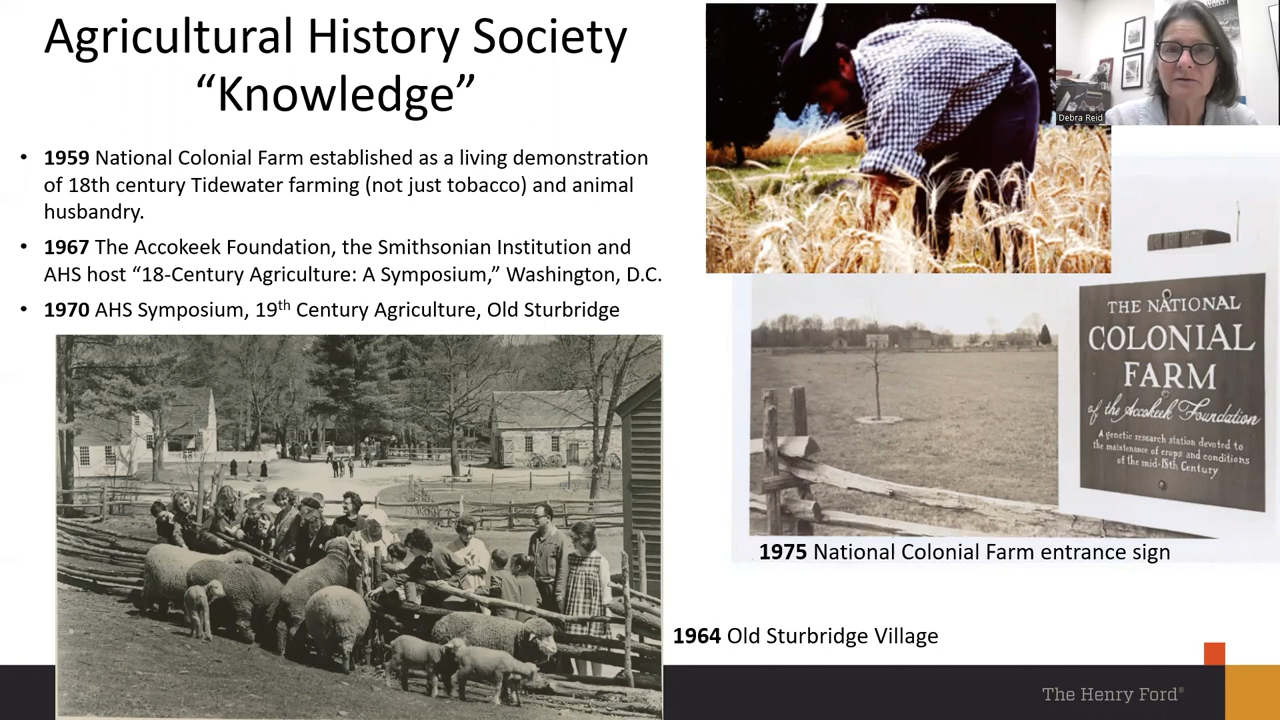 Agricultural History Society
“Knowledge”
• 1959 National Colonial Farm established as a living demonstration
of 18th century Tidewater farming (not just tobacco) and animal
husbandry.
• 1967 The Accokeek Foundation, the Smithsonian Institution and
AHS host “18-Century Agriculture: A Symposium,” Washington, D.C.
• 1970 AHS Symposium, 19th Century Agriculture, Old Sturbridge
Debra Reid
THE NATIONAL
COLONIAL
FARM
of the Accokeek Foundation
A genetic research station devoted to
the maintenance of crops and conditions
of the mid-18th Century
1975 National Colonial Farm entrance sign
1964 Old Sturbridge Village
The Henry Ford®